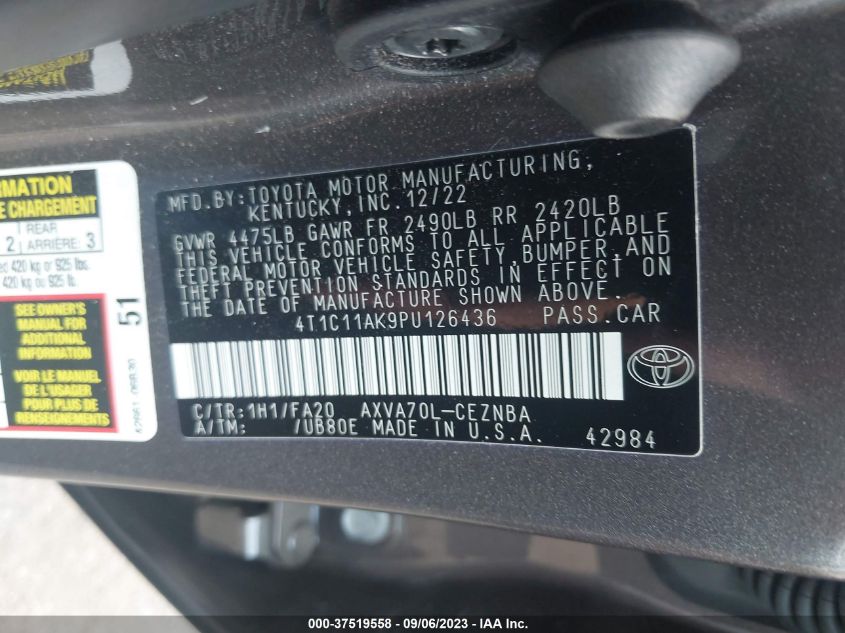 RMATION
E CHARGEMENT
2
REAR
ARRIÈRE 3
420 kg or 925 lbs.
420 kg ou 925 lb.
SEE OWNER'S
MANUAL FOR
ADDITIONAL
INFORMATION
VOIR LE MANUEL
DE L'USAGER
POUR PLUS DE
RENSEIGNEMENTS
51
MFD.BY:TOYOTA MOTOR MANUFACTURING,
KENTUCKY,INC.12/22
GVWR 4475LB GAWR FR 2490LB RR 2420LB
THIS VEHICLE CONFORMS TO ALL APPLICABLE
FEDERAL MOTOR VEHICLE SAFETY,BUMPER,AND
THEFT PREVENTION STANDARDS IN EFFECT ON
THE DATE OF MANUFACTURE SHOWN ABOVE.
4T1C11AK9PU126436 PASS.CAR
C/TR:1H1/FA20 AXVA70L-CEZNBA
A/TM: /UB80E MADE IN U.S.A.
42984
000-37519558 - 09/06/2023 - IAA Inc.